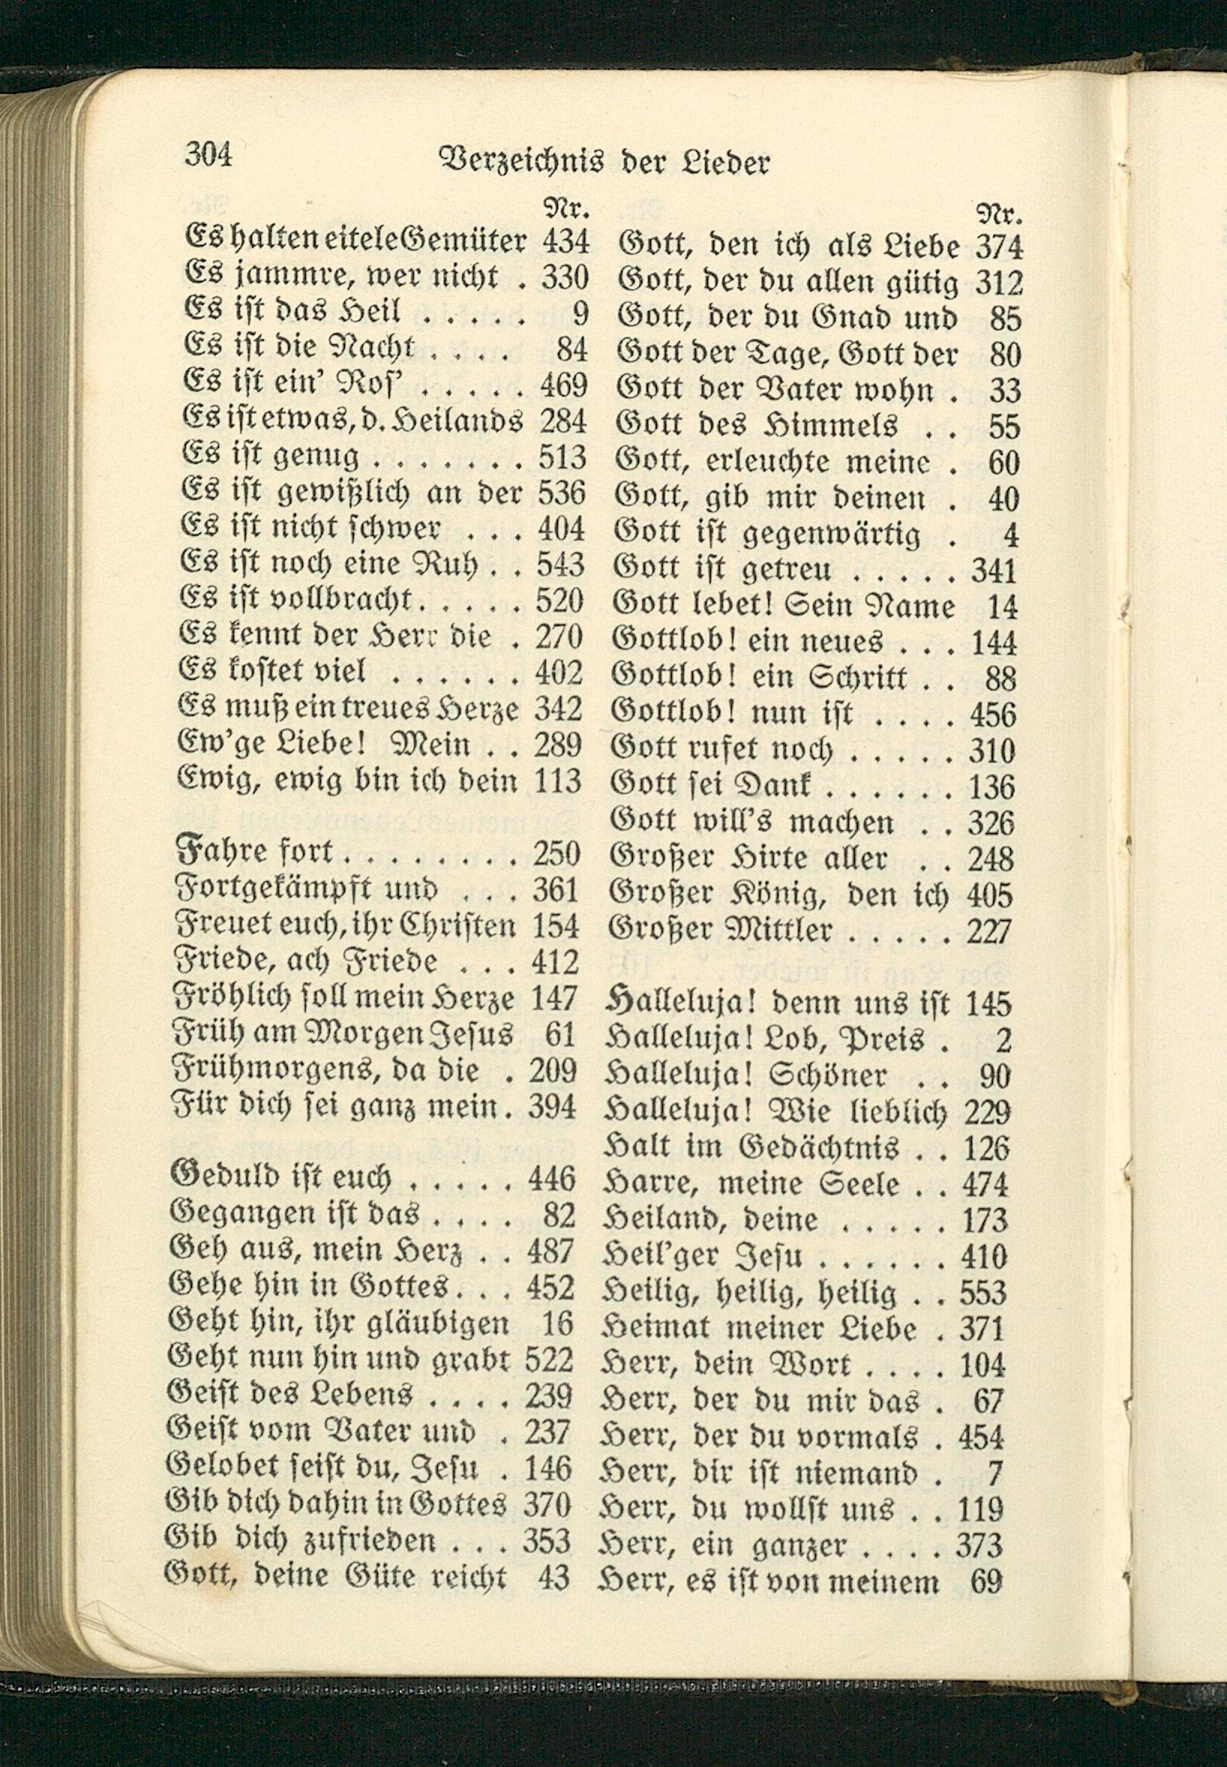 304
Verzeichnis der Lieder
Nr.
Es halten eitele Gemüter 434
Es jammre, wer nicht . 330
Es ist das Heil . . . . . 9
Es ist die Nacht . . . . 84
Es ist ein' Ros' . . . . . 469
Es ist etwas, d. Heilands 284
Es ist genug . . . . . . . 513
Es ist gewißlich an der 536
Es ist nicht schwer . . . 404
Es ist noch eine Ruh . . 543
Es ist vollbracht . . . . . 520
Es kennt der Herr die . 270
Es kostet viel . . . . . . 402
Es muß ein treues Herze 342
Ew'ge Liebe! Mein . . 289
Ewig, ewig bin ich dein 113
Fahre fort . . . . . . . . 250
Fortgekämpft und . . . 361
Freuet euch, ihr Christen 154
Friede, ach Friede . . . 412
Fröhlich soll mein Herze 147
Früh am Morgen Jesus 61
Frühmorgens, da die . 209
Für dich sei ganz mein . 394
Geduld ist euch . . . . . 446
Gegangen ist das . . . . 82
Geh aus, mein Herz . . 487
Gehe hin in Gottes . . . 452
Geht hin, ihr gläubigen 16
Geht nun hin und grabt 522
Geist des Lebens . . . . 239
Geist vom Vater und . 237
Gelobet seist du, Jesu . 146
Gib dich dahin in Gottes 370
Gib dich zufrieden . . . 353
Gott, deine Güte reicht 43
Nr.
Gott, den ich als Liebe 374
Gott, der du allen gütig 312
Gott, der du Gnad und 85
Gott der Tage, Gott der 80
Gott der Vater wohn . 33
Gott des Himmels . . 55
Gott, erleuchte meine . 60
Gott, gib mir deinen . 40
Gott ist gegenwärtig . 4
Gott ist getreu . . . . . 341
Gott lebet! Sein Name 14
Gottlob! ein neues . . . 144
Gottlob! ein Schritt . . 88
Gottlob! nun ist . . . . 456
Gott rufet noch . . . . . 310
Gott sei Dank . . . . . . 136
Gott will's machen . . 326
Großer Hirte aller . . 248
Großer König, den ich 405
Großer Mittler . . . . . 227
Halleluja! denn uns ist 145
Halleluja! Lob, Preis . 2
Halleluja! Schöner . . 90
Halleluja! Wie lieblich 229
Halt im Gedächtnis . . 126
Harre, meine Seele . . 474
Heiland, deine . . . . . 173
Heil'ger Jesu . . . . . . 410
Heilig, heilig, heilig . . 553
Heimat meiner Liebe . 371
Herr, dein Wort . . . . 104
Herr, der du mir das . 67
Herr, der du vormals . 454
Herr, dir ist niemand . 7
Herr, du wollst uns . . 119
Herr, ein ganzer . . . . 373
Herr, es ist von meinem 69